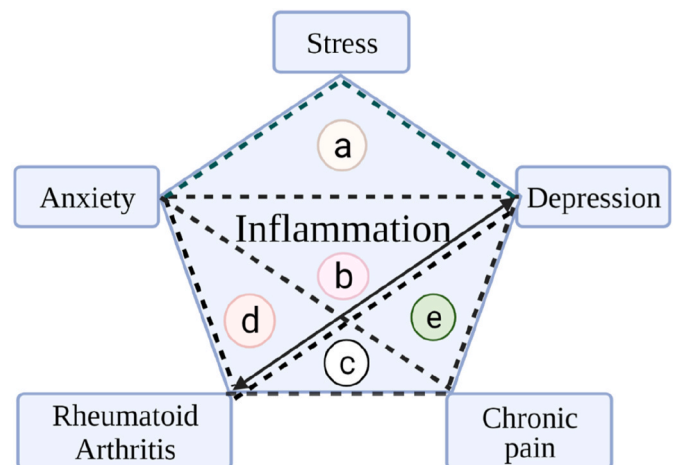 Stress
a
Anxiety
Depression
Inflammation
b
d
e
c
Rheumatoid
Arthritis
Chronic
pain